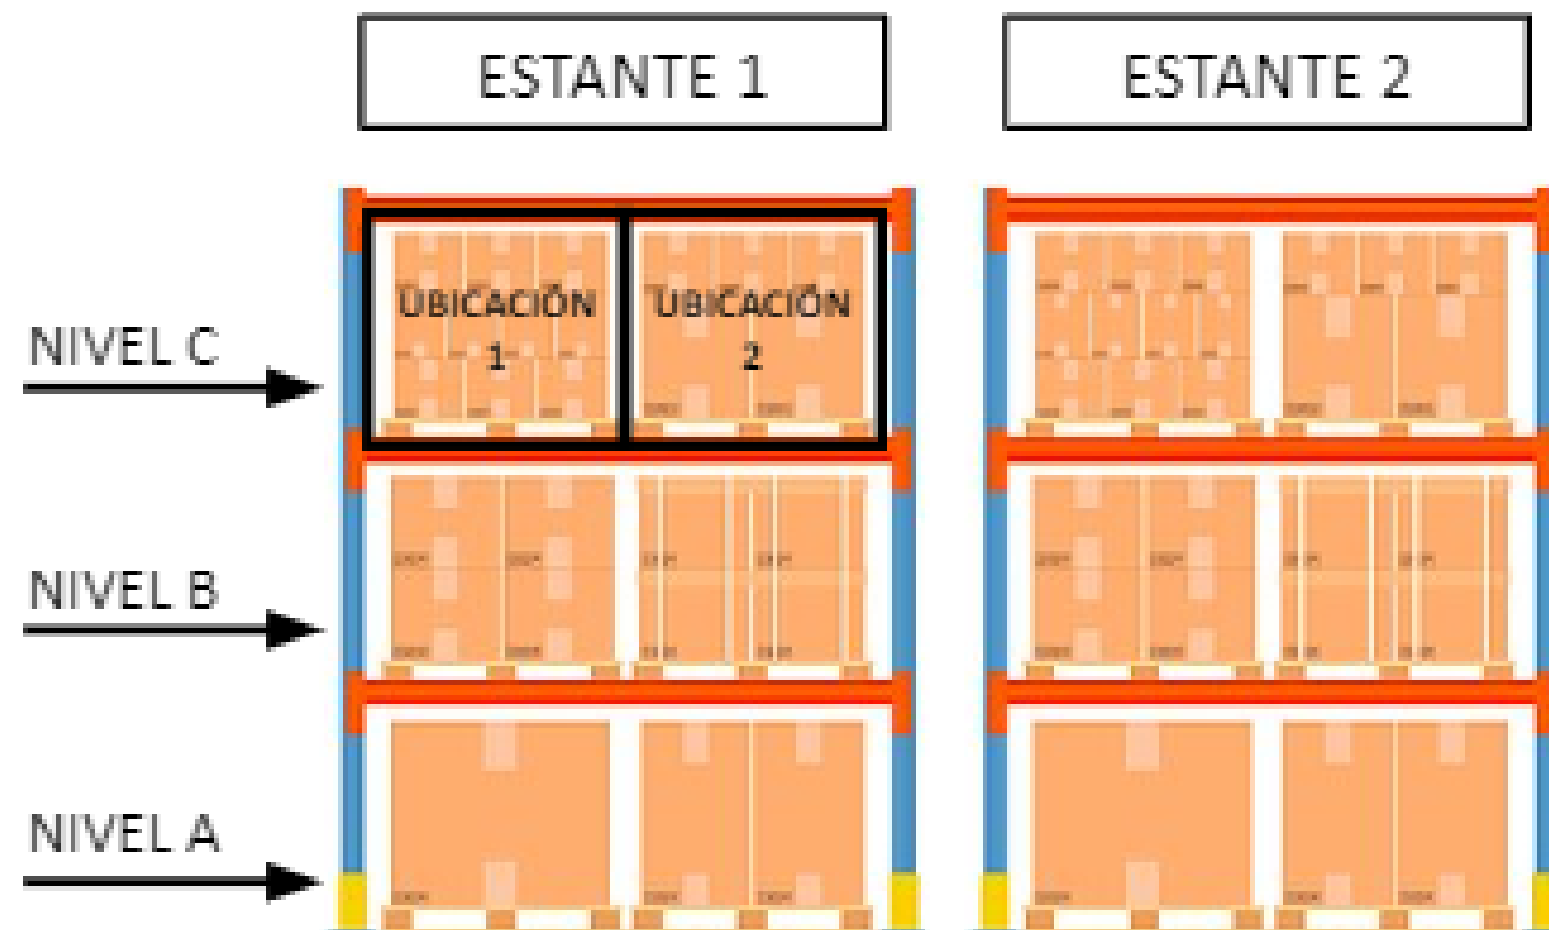 ESTANTE 1
ESTANTE 2
UBICACIÓN
1
UBICACIÓN
2
NIVEL C
NIVEL B
NIVEL A